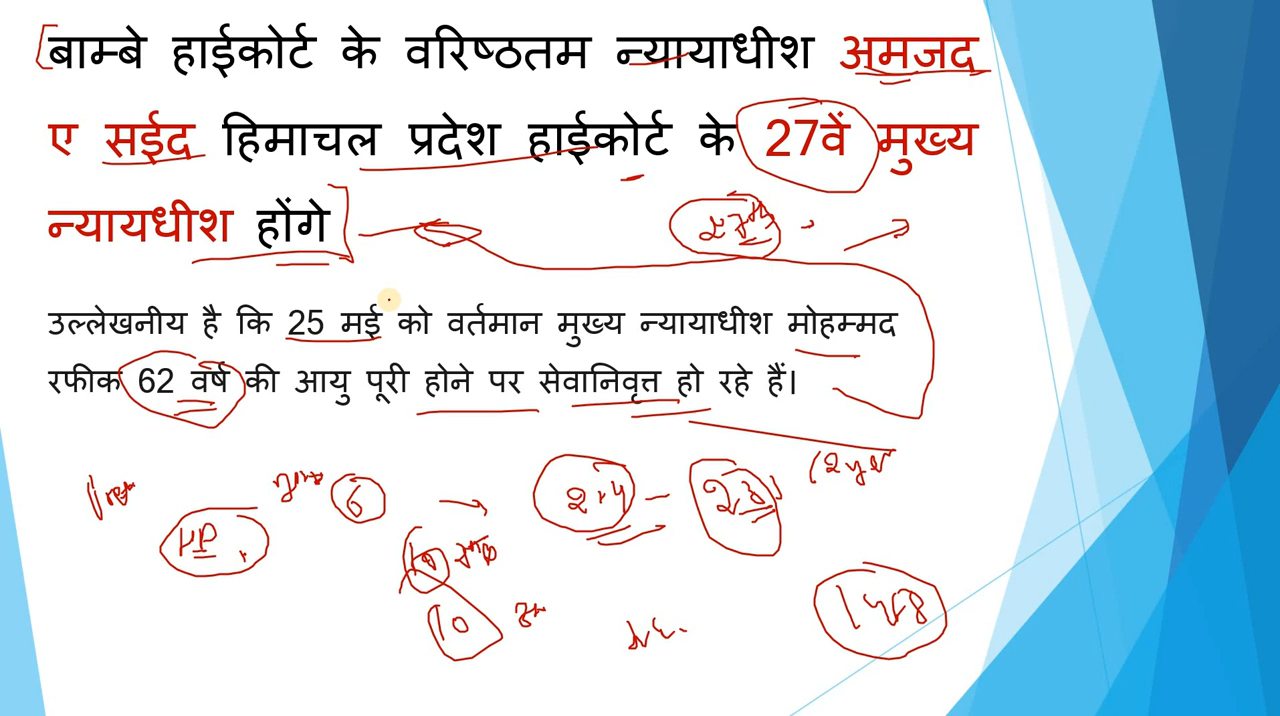 बाम्बे हाईकोर्ट के वरिष्ठतम न्यायाधीश अमजद
ए सईद हिमाचल प्रदेश हाईकोर्ट के 27वें मुख्य
न्यायधीश होंगे
उल्लेखनीय है कि 25 मई को वर्तमान मुख्य न्यायाधीश मोहम्मद
रफीक 62 वर्ष की आयु पूरी होने पर सेवानिवृत्त हो रहे हैं।
6
HP
10